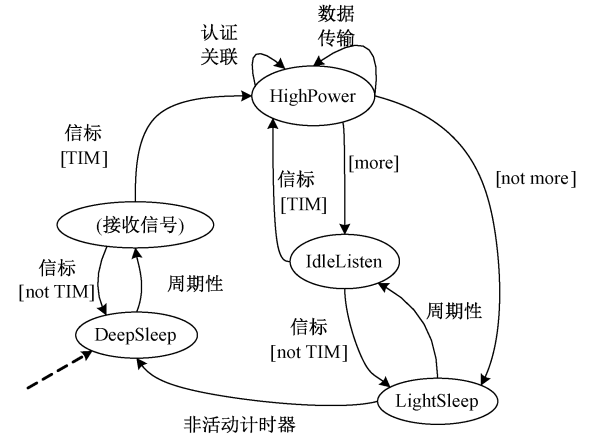 认证
关联
数据
传输
HighPower
信标
[TIM]
信标
[TIM]
[more]
[not more]
(接收信号)
IdleListen
信标
[not TIM]
周期性
周期性
信标
[not TIM]
DeepSleep
LightSleep
非活动计时器